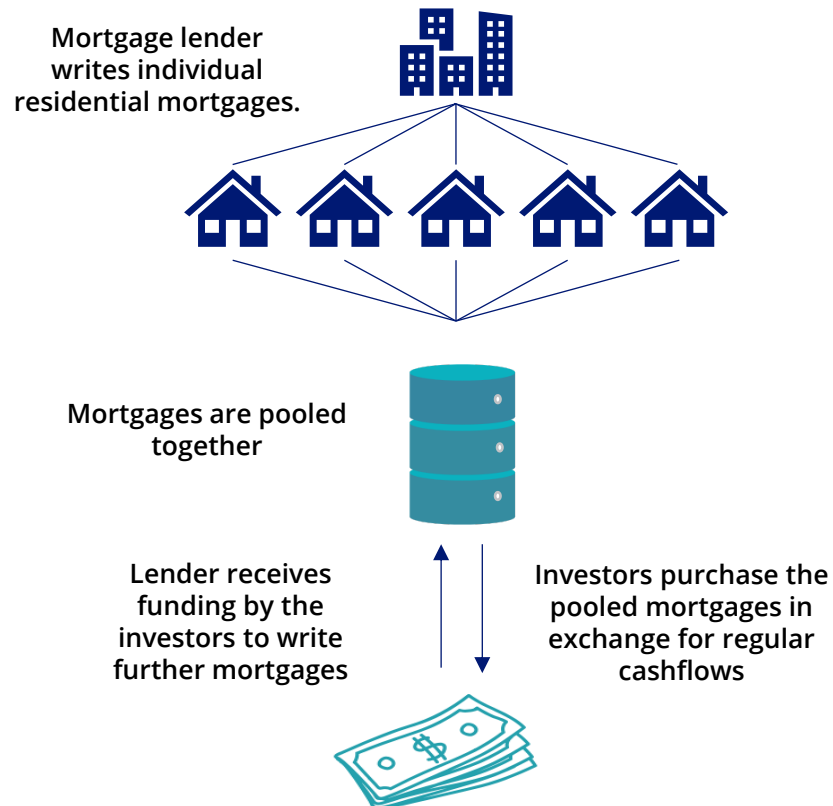 Mortgage lender
writes individual
residential mortgages.
Mortgages are pooled
together
Lender receives
funding by the
investors to write
further mortgages
Investors purchase the
pooled mortgages in
exchange for regular
cashflows
$